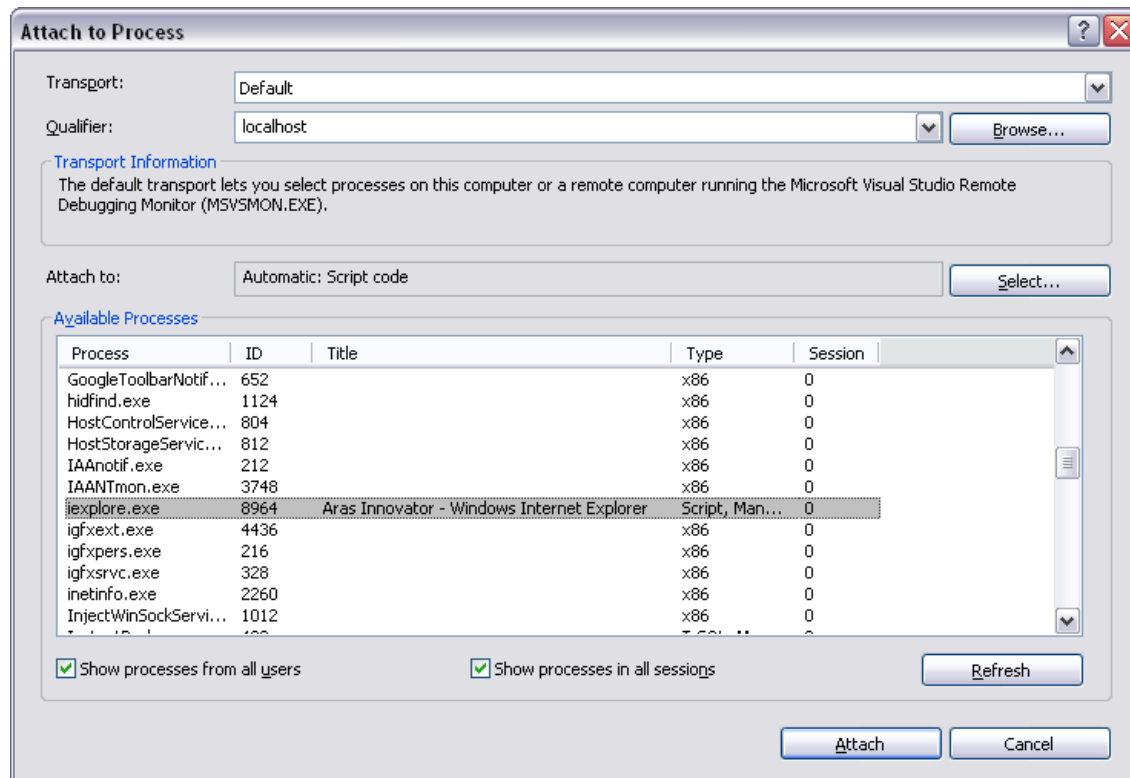 Attach to Process
Transport: Default
Qualifier: localhost Browse...
Transport Information
The default transport lets you select processes on this computer or a remote computer running the Microsoft Visual Studio Remote
Debugging Monitor (MSVSMON.EXE).
Attach to: Automatic: Script code Select...
Available Processes
Process ID Title Type Session
GoogleToolbarNotif... 652 x86 0
hidfind.exe 1124 x86 0
HostControlService... 804 x86 0
HostStorageServic... 812 x86 0
IAAnotif.exe 212 x86 0
IAANTmon.exe 3748 x86 0
iexplore.exe 8964 Aras Innovator - Windows Internet Explorer Script, Man... 0
igfxext.exe 4436 x86 0
igfxpers.exe 216 x86 0
igfxsrvc.exe 328 x86 0
inetinfo.exe 2260 x86 0
InjectWinSockServi... 1012 x86 0
Show processes from all users Show processes in all sessions Refresh
Attach Cancel